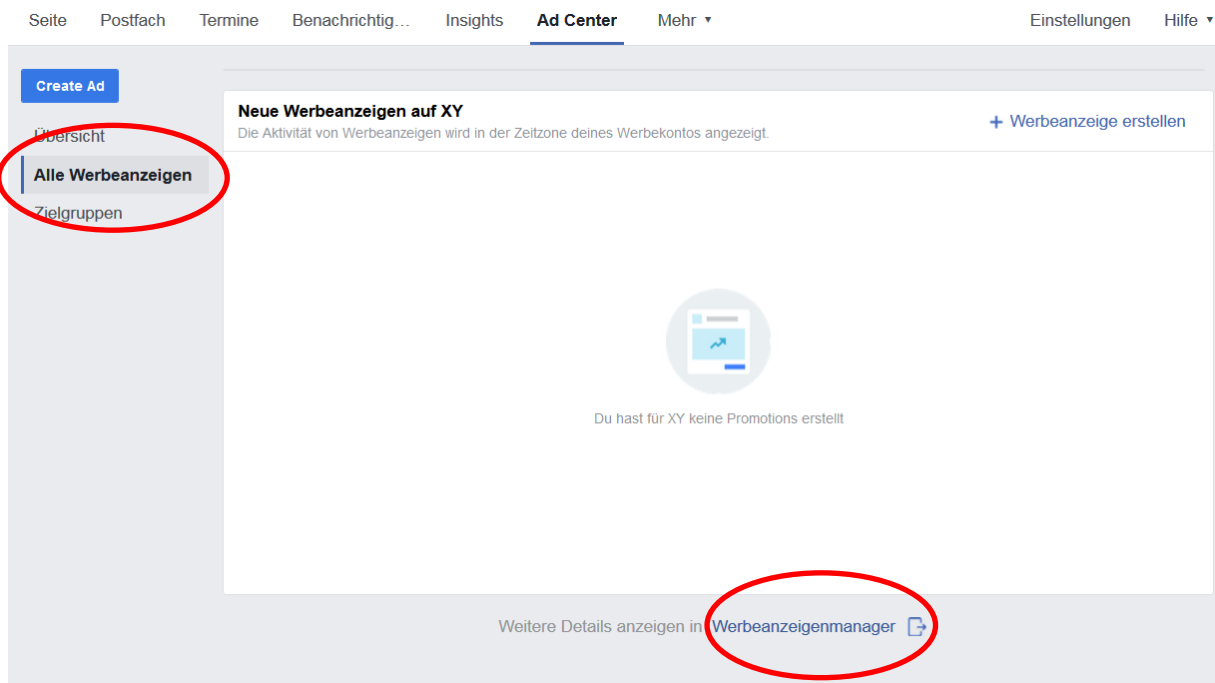 Seite Postfach Termine Benachrichtig... Insights Ad Center Mehr Einstellungen Hilfe
Create Ad
Übersicht
Alle Werbeanzeigen
Zielgruppen
Neue Werbeanzeigen auf XY
Die Aktivität von Werbeanzeigen wird in der Zeitzone deines Werbekontos angezeigt.
+ Werbeanzeige erstellen
Du hast für XY keine Promotions erstellt
Weitere Details anzeigen in Werbeanzeigenmanager